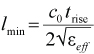 l_min = c_0 t_rise / 2√ε_eff